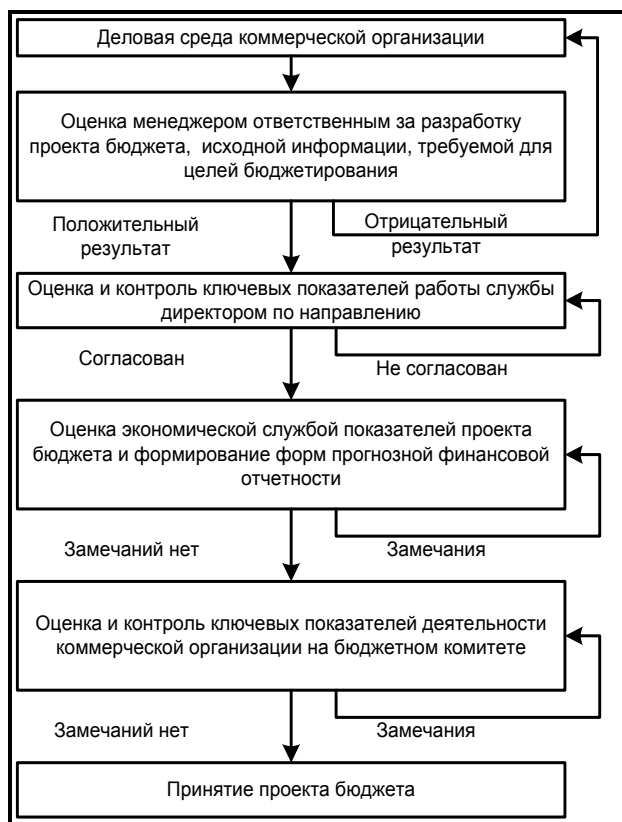 Деловая среда коммерческой организации
Оценка менеджером ответственным за разработку
проекта бюджета, исходной информации, требуемой для
целей бюджетирования
Положительный
результат
Отрицательный
результат
Оценка и контроль ключевых показателей работы службы
директором по направлению
Согласован
Не согласован
Оценка экономической службой показателей проекта
бюджета и формирование форм прогнозной финансовой
отчетности
Замечаний нет
Замечания
Оценка и контроль ключевых показателей деятельности
коммерческой организации на бюджетном комитете
Замечаний нет
Замечания
Принятие проекта бюджета